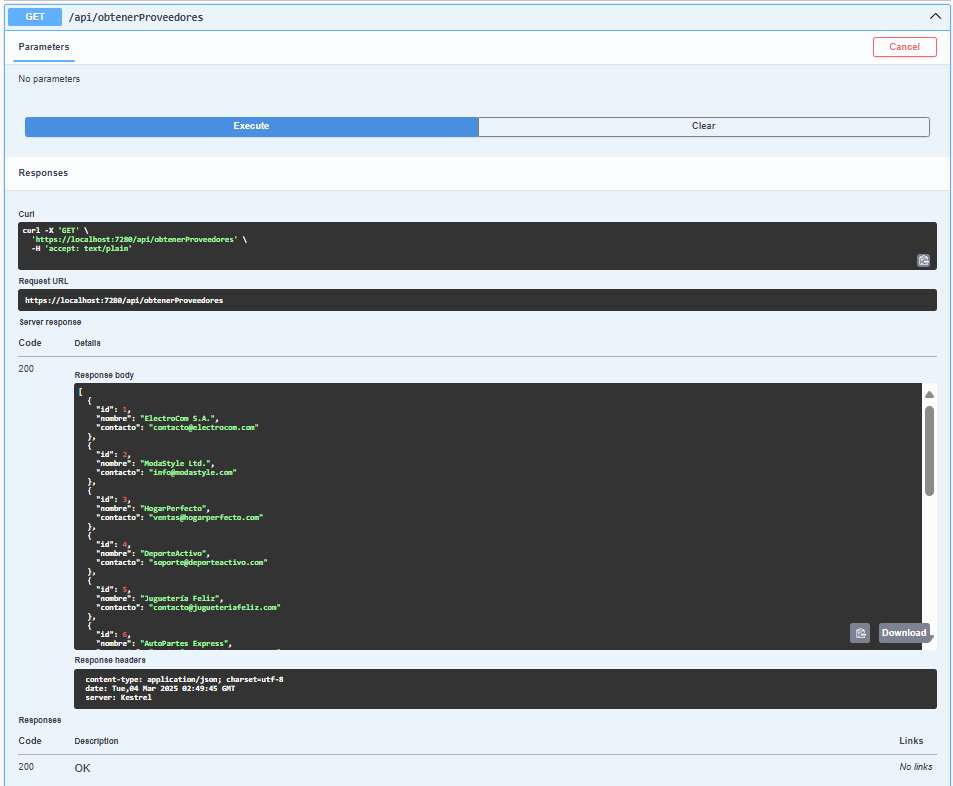 GET /api/obtenerProveedores
Parameters Cancel
No parameters
Execute Clear
Responses
Curl
curl -X 'GET' \
'https://localhost:7280/api/obtenerProveedores' \
-H 'accept: text/plain'
Request URL
https://localhost:7280/api/obtenerProveedores
Server response
Code Details
200
Response body
[
{
"id": 1,
"nombre": "ElectroCom S.A.",
"contacto": "contacto@electrocom.com"
},
{
"id": 2,
"nombre": "ModaStyle Ltd.",
"contacto": "info@modastyle.com"
},
{
"id": 3,
"nombre": "HogarPerfecto",
"contacto": "ventas@hogarperfecto.com"
},
{
"id": 4,
"nombre": "DeporteActivo",
"contacto": "soporte@deporteactivo.com"
},
{
"id": 5,
"nombre": "Juguetería Feliz",
"contacto": "contacto@jugueteriafeliz.com"
},
{
"id": 6,
"nombre": "AutoPartes Express",
Download
Response headers
content-type: application/json; charset=utf-8
date: Tue,04 Mar 2025 02:49:45 GMT
server: Kestrel
Responses
Code Description Links
200 OK No links